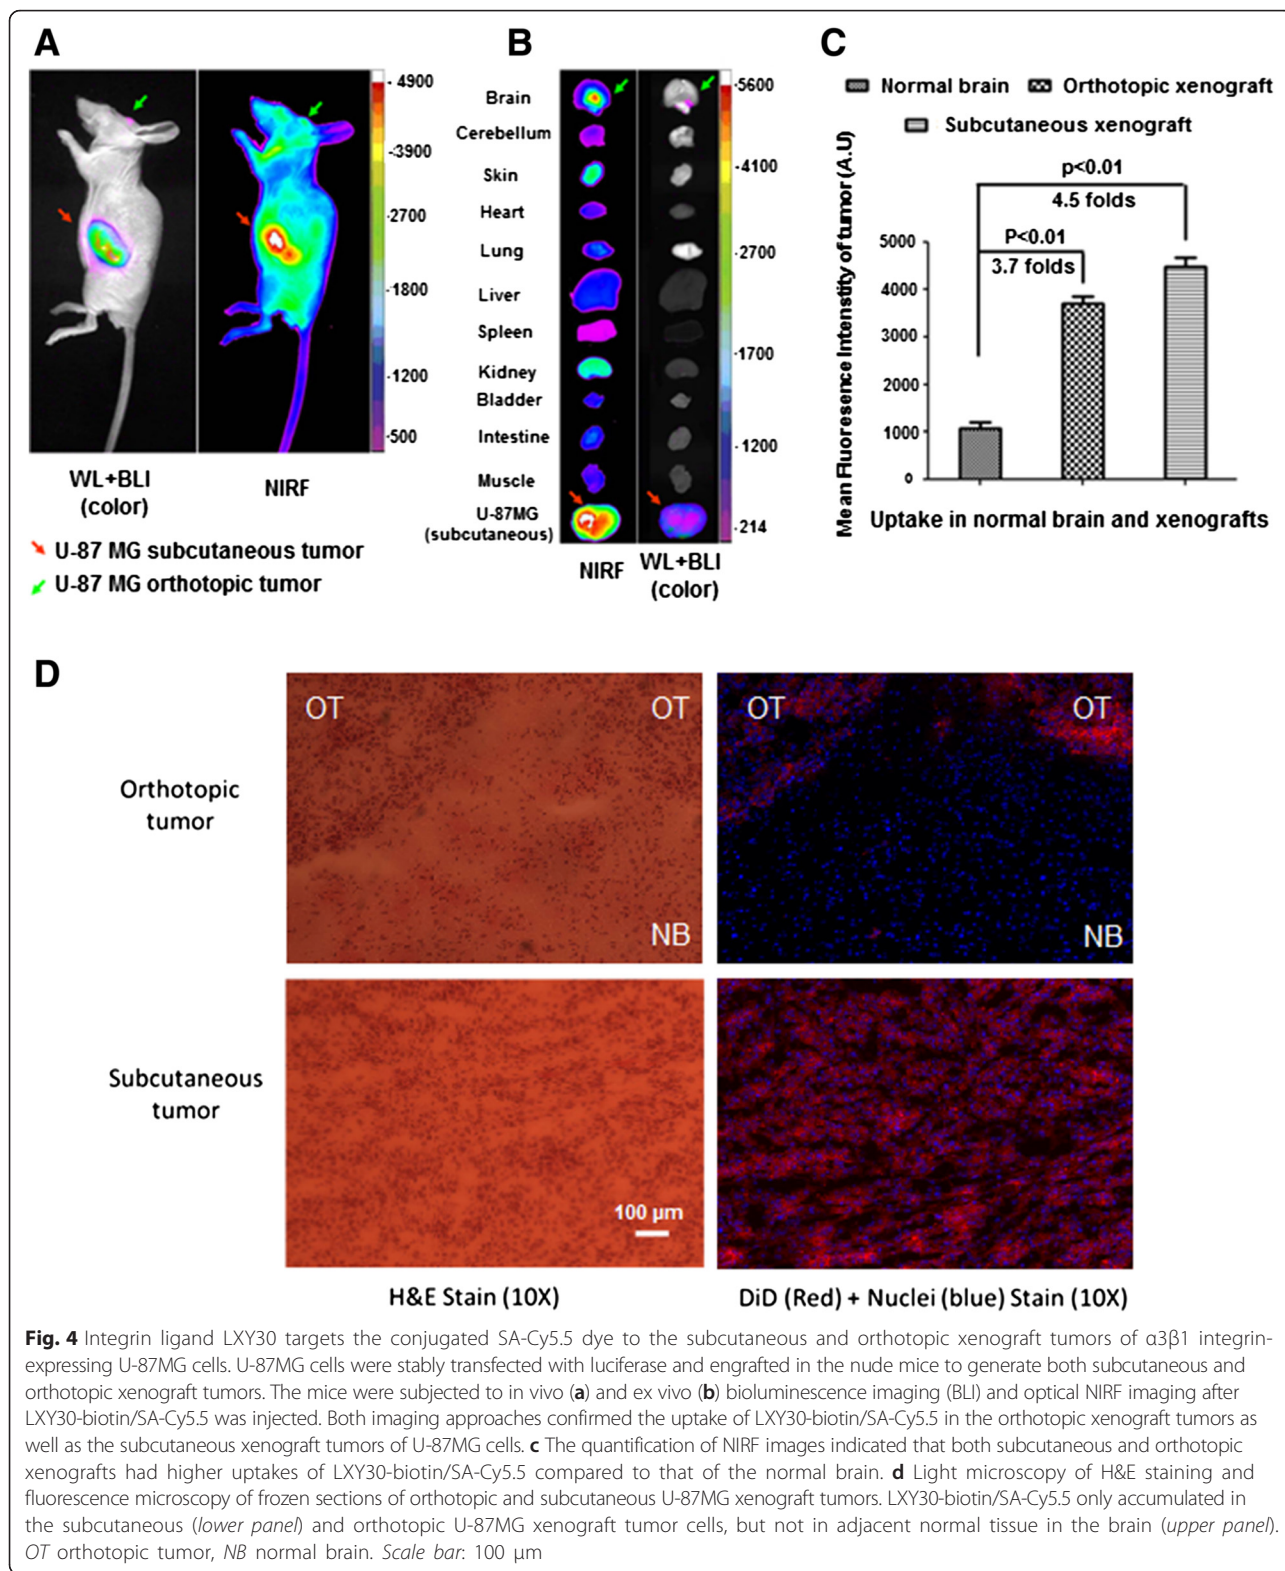 A
- 4900
-3900
-2700
-1800
-1200
-500
WL+BLI
(color)
NIRF
U-87 MG subcutaneous tumor
U-87 MG orthotopic tumor
B
Brain
Cerebellum
Skin
Heart
Lung
Liver
Spleen
Kidney
Bladder
Intestine
Muscle
U-87MG
(subcutaneous)
-5600
-4100
-2700
-1700
-1200
-214
NIRF
WL+BLI
(color)
C
Normal brain
Orthotopic xenograft
Subcutaneous xenograft
Mean Fluoresence Intenstity of tumor (A.U)
p<0.01
4.5 folds
P<0.01
3.7 folds
5000
4000
3000
2000
1000
0
Uptake in normal brain and xenografts
D
Orthotopic
tumor
OT
OT
NB
OT
OT
NB
Subcutaneous
tumor
100 µm
H&E Stain (10X)
DiD (Red) + Nuclei (blue) Stain (10X)
Fig. 4 Integrin ligand LXY30 targets the conjugated SA-Cy5.5 dye to the subcutaneous and orthotopic xenograft tumors of α3β1 integrin-
expressing U-87MG cells. U-87MG cells were stably transfected with luciferase and engrafted in the nude mice to generate both subcutaneous and
orthotopic xenograft tumors. The mice were subjected to in vivo (a) and ex vivo (b) bioluminescence imaging (BLI) and optical NIRF imaging after
LXY30-biotin/SA-Cy5.5 was injected. Both imaging approaches confirmed the uptake of LXY30-biotin/SA-Cy5.5 in the orthotopic xenograft tumors as
well as the subcutaneous xenograft tumors of U-87MG cells. c The quantification of NIRF images indicated that both subcutaneous and orthotopic
xenografts had higher uptakes of LXY30-biotin/SA-Cy5.5 compared to that of the normal brain. d Light microscopy of H&E staining and
fluorescence microscopy of frozen sections of orthotopic and subcutaneous U-87MG xenograft tumors. LXY30-biotin/SA-Cy5.5 only accumulated in
the subcutaneous (lower panel) and orthotopic U-87MG xenograft tumor cells, but not in adjacent normal tissue in the brain (upper panel).
OT orthotopic tumor, NB normal brain. Scale bar: 100 µm